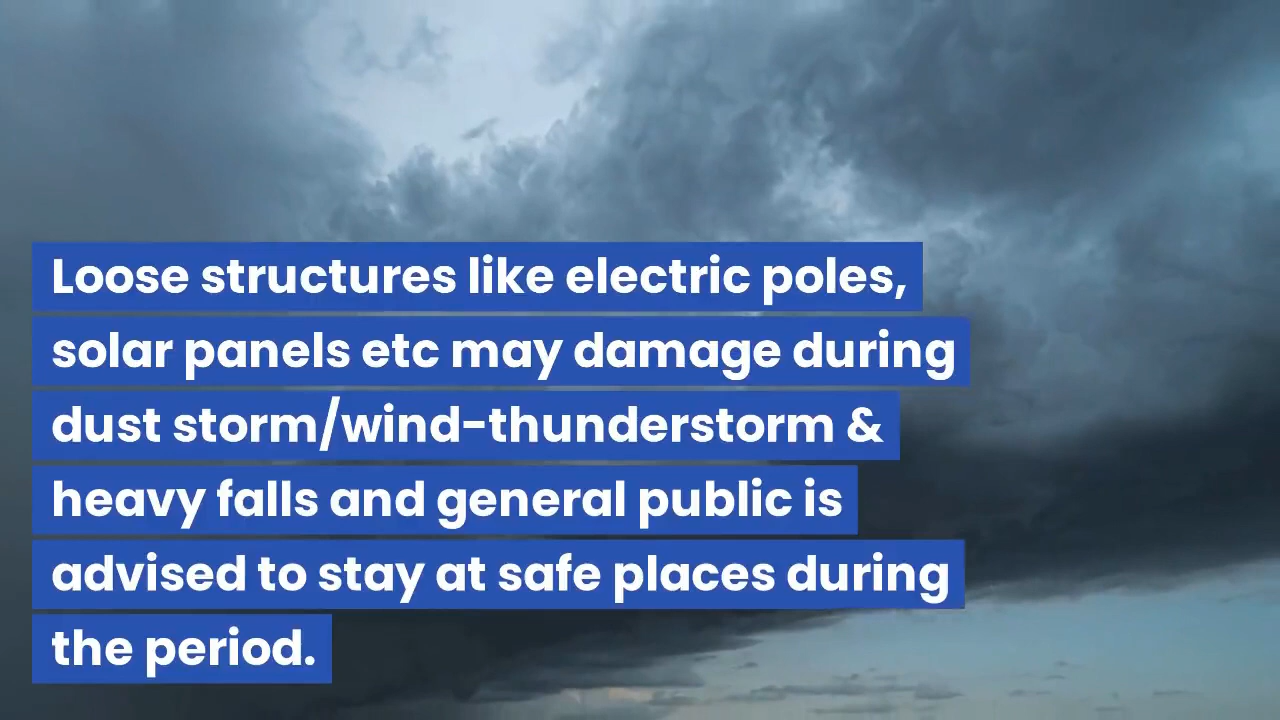 Loose structures like electric poles,
solar panels etc may damage during
dust storm/wind-thunderstorm &
heavy falls and general public is
advised to stay at safe places during
the period.